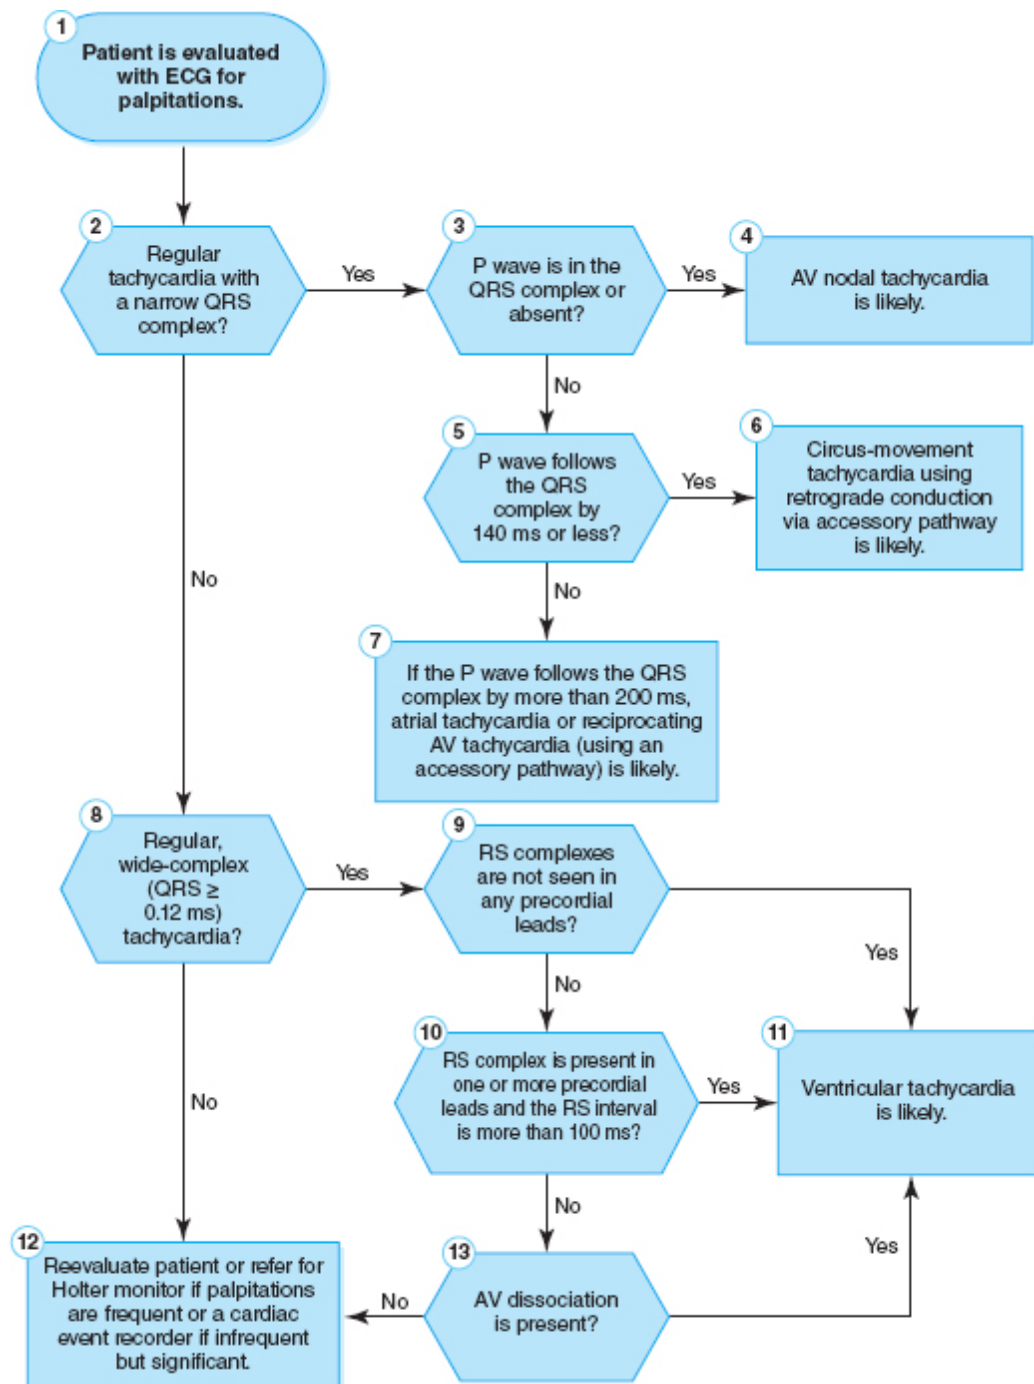 1
Patient is evaluated
with ECG for
palpitations.
2
Regular
tachycardia with
a narrow QRS
complex?
Yes
3
P wave is in the
QRS complex or
absent?
Yes
4
AV nodal tachycardia
is likely.
No
5
P wave follows
the QRS
complex by
140 ms or less?
Yes
6
Circus-movement
tachycardia using
retrograde conduction
via accessory pathway
is likely.
No
No
7
If the P wave follows the QRS
complex by more than 200 ms,
atrial tachycardia or reciprocating
AV tachycardia (using an
accessory pathway) is likely.
8
Regular,
wide-complex
(QRS ≥
0.12 ms)
tachycardia?
Yes
9
RS complexes
are not seen in
any precordial
leads?
Yes
No
10
RS complex is present in
one or more precordial
leads and the RS interval
is more than 100 ms?
Yes
11
Ventricular tachycardia
is likely.
No
No
Yes
12
Reevaluate patient or refer for
Holter monitor if palpitations
are frequent or a cardiac
event recorder if infrequent
but significant.
No
13
AV dissociation
is present?